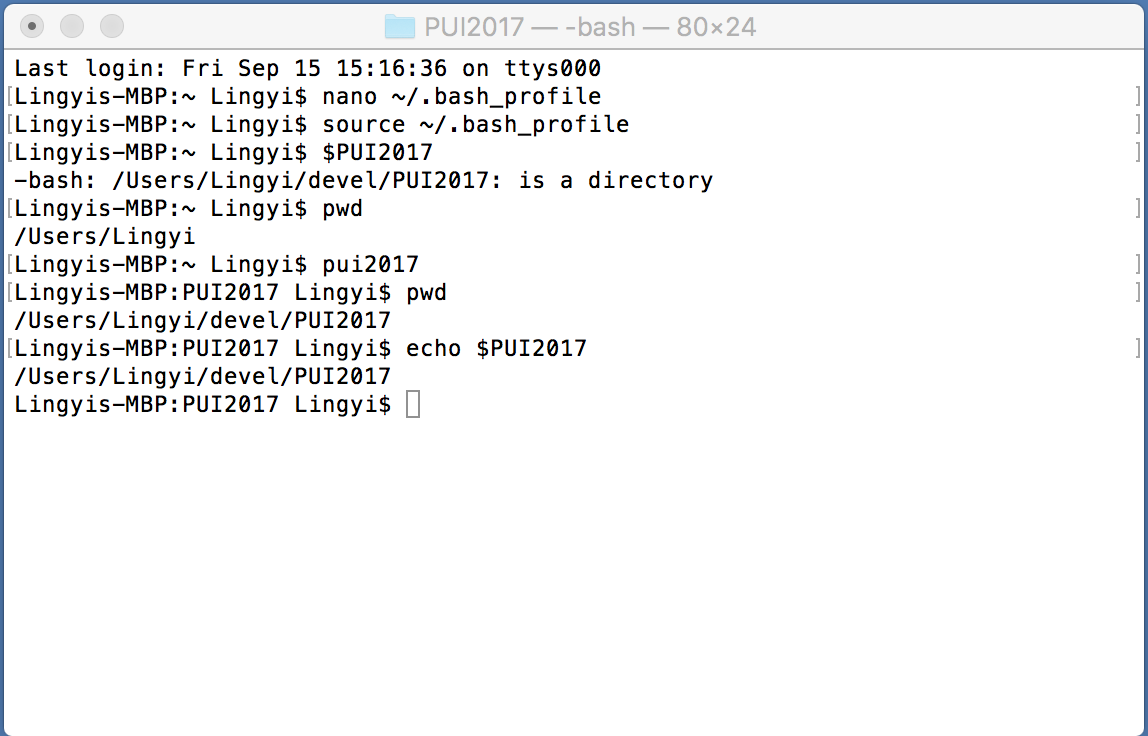 PUI2017 — -bash — 80×24
Last login: Fri Sep 15 15:16:36 on ttys000
[Lingyis-MBP:~ Lingyi$ nano ~/.bash_profile ]
[Lingyis-MBP:~ Lingyi$ source ~/.bash_profile ]
[Lingyis-MBP:~ Lingyi$ $PUI2017 ]
-bash: /Users/Lingyi/devel/PUI2017: is a directory
[Lingyis-MBP:~ Lingyi$ pwd ]
/Users/Lingyi
[Lingyis-MBP:~ Lingyi$ pui2017 ]
[Lingyis-MBP:PUI2017 Lingyi$ pwd ]
/Users/Lingyi/devel/PUI2017
[Lingyis-MBP:PUI2017 Lingyi$ echo $PUI2017 ]
/Users/Lingyi/devel/PUI2017
Lingyis-MBP:PUI2017 Lingyi$